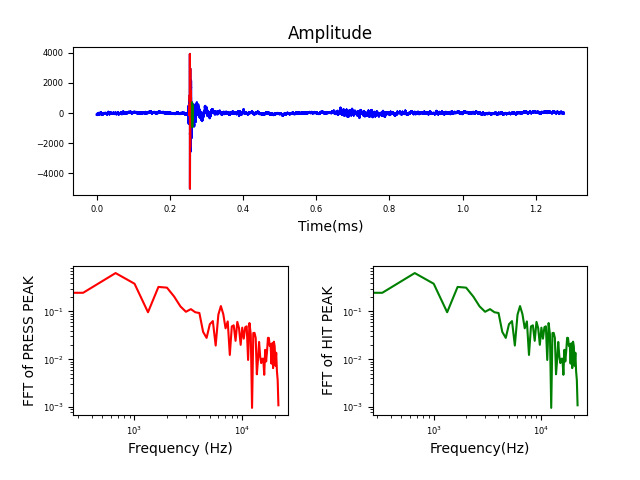 Amplitude
4000
2000
0
−2000
−4000
0.0 0.2 0.4 0.6 0.8 1.0 1.2
Time(ms)
FFT of PRESS PEAK
10⁻¹
10⁻²
10⁻³
10³ 10⁴
Frequency (Hz)
FFT of HIT PEAK
10⁻¹
10⁻²
10⁻³
10³ 10⁴
Frequency(Hz)